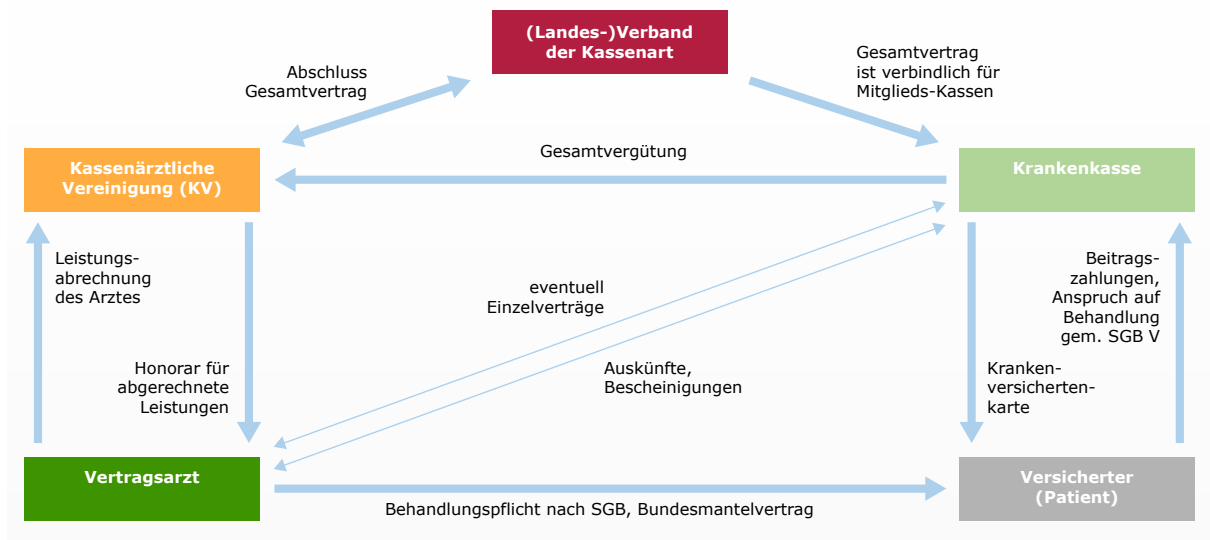 (Landes-)Verband
der Kassenart
Abschluss
Gesamtvertrag
Gesamtvertrag
ist verbindlich für
Mitglieds-Kassen
Kassenärztliche
Vereinigung (KV)
Gesamtvergütung
Krankenkasse
Leistungs-
abrechnung
des Arztes
eventuell
Einzelverträge
Beitrags-
zahlungen,
Anspruch auf
Behandlung
gem. SGB V
Honorar für
abgerechnete
Leistungen
Auskünfte,
Bescheinigungen
Kranken-
versicherten-
karte
Vertragsarzt
Versicherter
(Patient)
Behandlungspflicht nach SGB, Bundesmantelvertrag